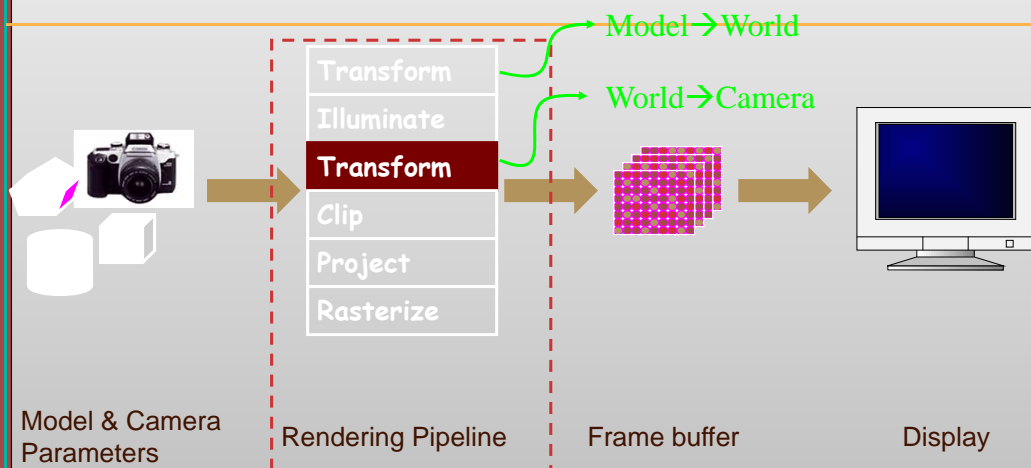 Model→World
Transform
World→Camera
Illuminate
Transform
Clip
Project
Rasterize
Model & Camera
Parameters
Rendering Pipeline
Frame buffer
Display